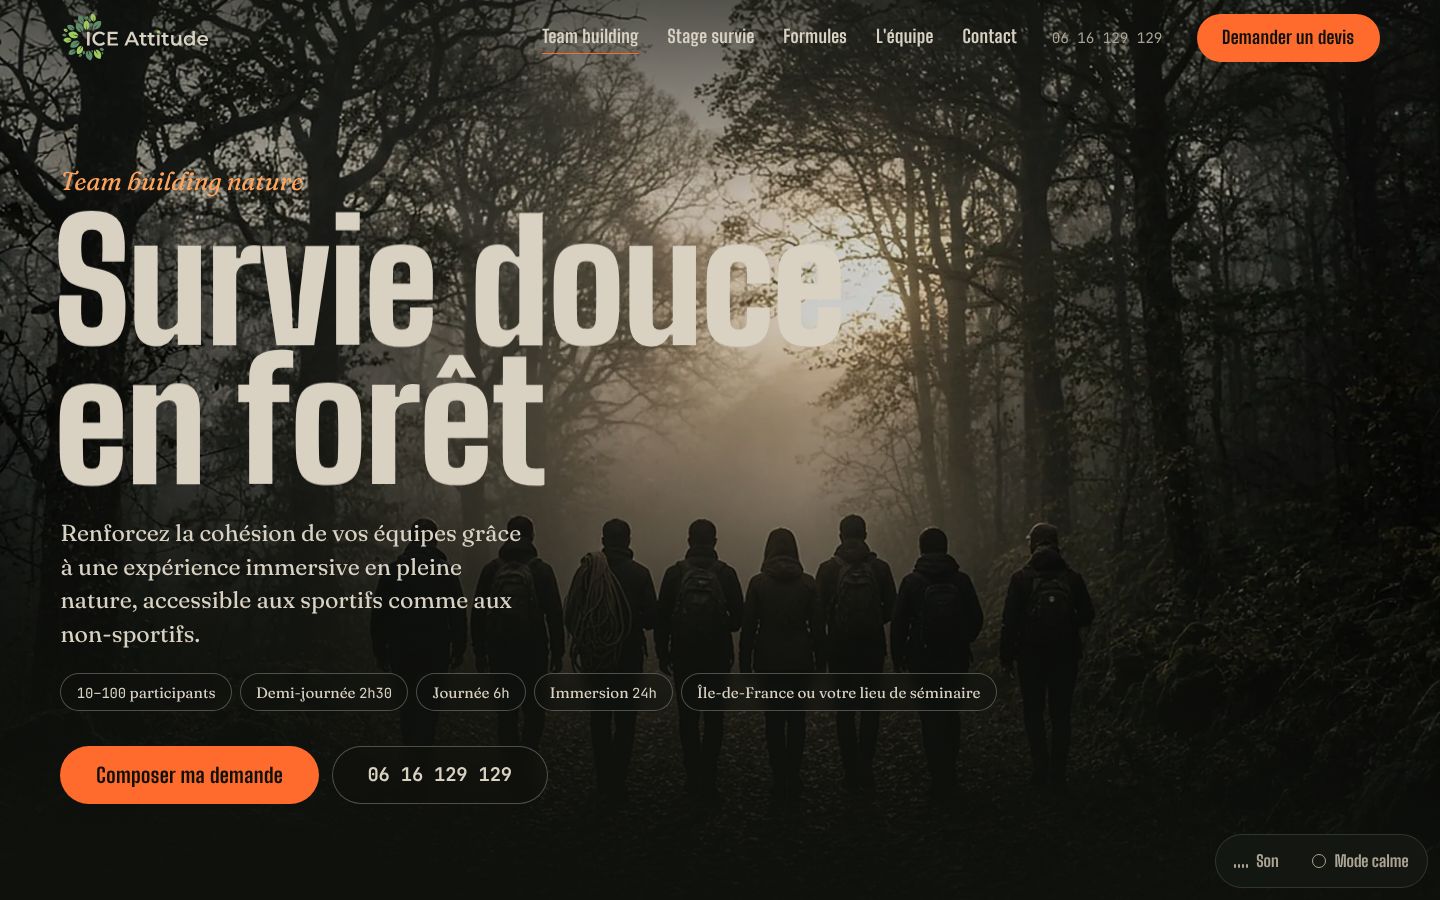 ICE Attitude
Team building
Stage survie
Formules
L'équipe
Contact
06 16 129 129
Demander un devis
Team building nature
Survie douce
en forêt
Renforcez la cohésion de vos équipes grâce
à une expérience immersive en pleine
nature, accessible aux sportifs comme aux
non-sportifs.
10–100 participants
Demi-journée 2h30
Journée 6h
Immersion 24h
Île-de-France ou votre lieu de séminaire
Composer ma demande
06 16 129 129
Son
Mode calme